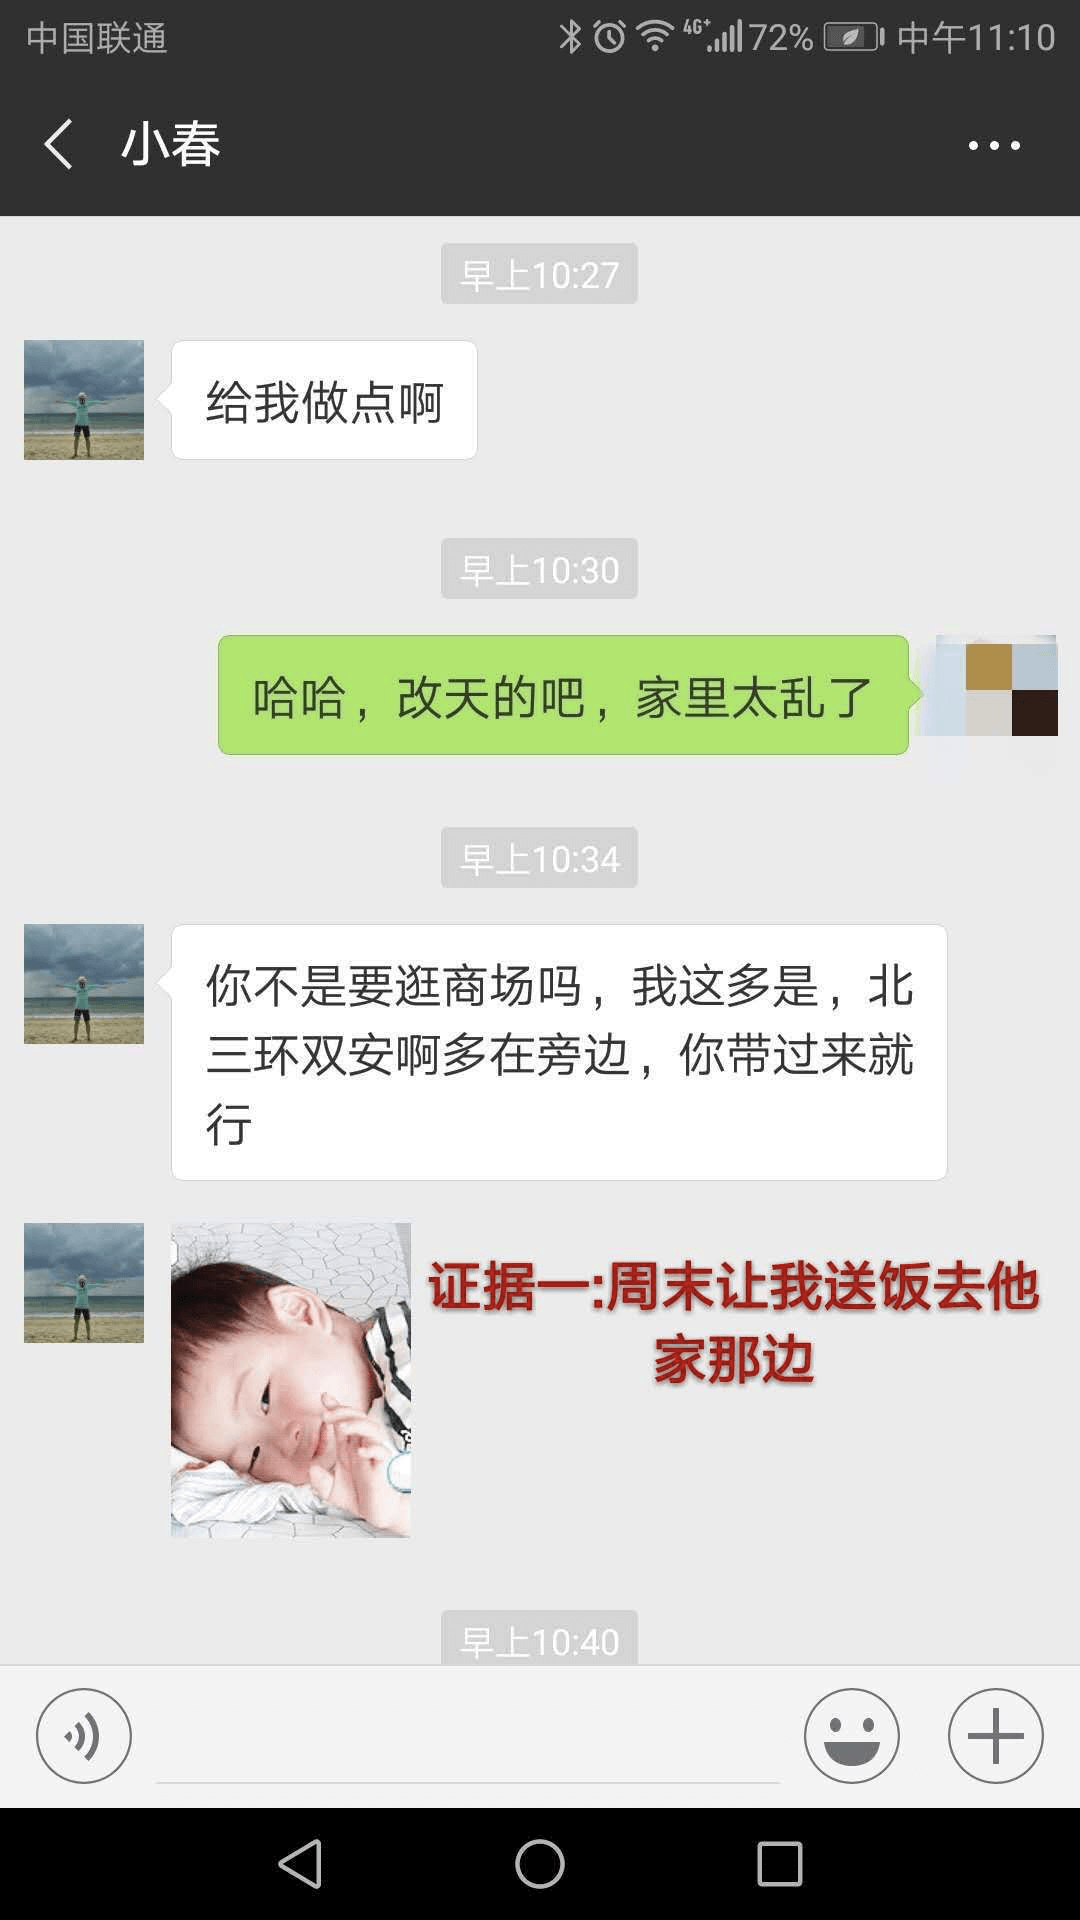 中国联通 4G+ 72% 中午11:10
小春
早上10:27
给我做点啊
早上10:30
哈哈，改天的吧，家里太乱了
早上10:34
你不是要逛商场吗，我这多是，北
三环双安啊多在旁边，你带过来就
行
证据一:周末让我送饭去他
家那边
早上10:40